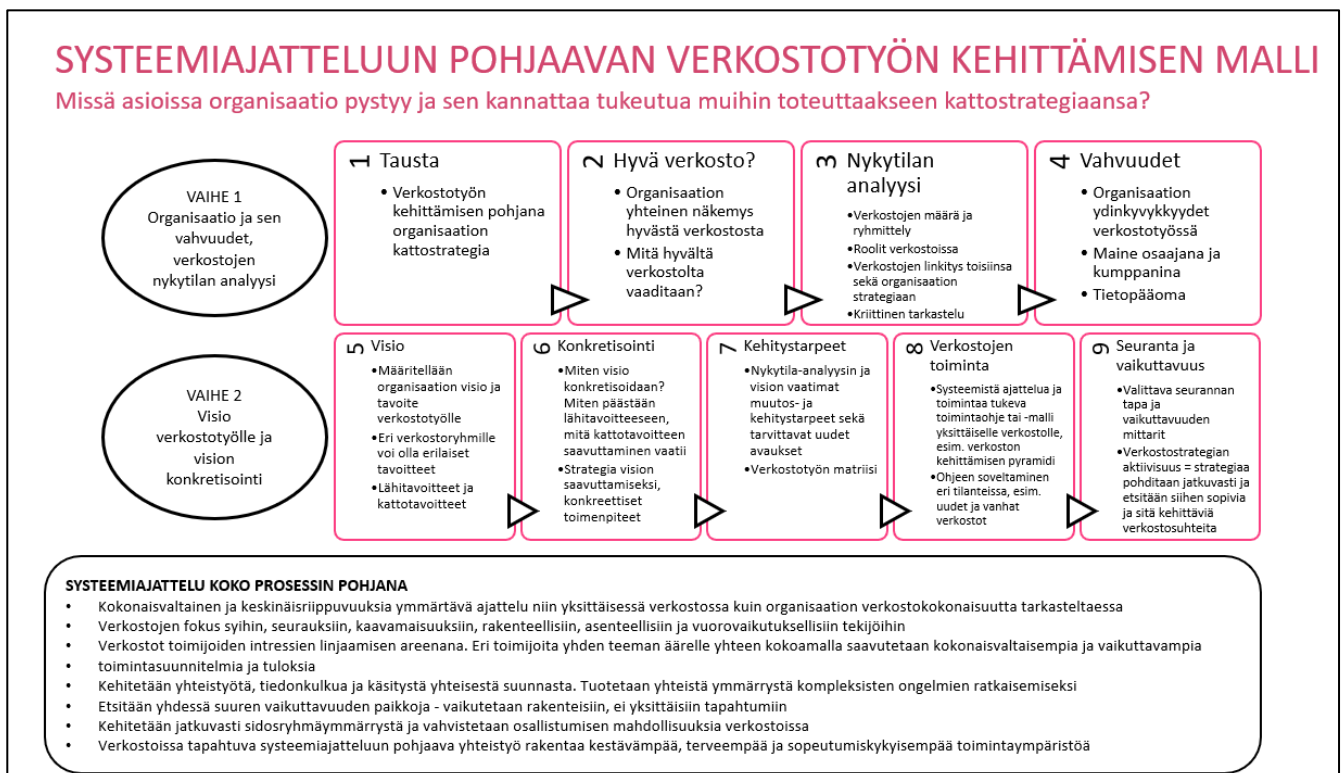 SYSTEEMIAJATTELUUN POHJAAVAN VERKOSTOTYÖN KEHITTÄMISEN MALLI
Missä asioissa organisaatio pystyy ja sen kannattaa tukeutua muihin toteuttaakseen kattostrategiaansa?
VAIHE 1
Organisaatio ja sen
vahvuudet,
verkostojen
nykytilan analyysi
1 Tausta
• Verkostotyön
kehittämisen pohjana
organisaation
kattostrategia
2 Hyvä verkosto?
• Organisaation
yhteinen näkemys
hyvästä verkostosta
• Mitä hyvältä
verkostolta
vaaditaan?
3 Nykytilan
analyysi
•Verkostojen määrä ja
ryhmittely
•Roolit verkostoissa
•Verkostojen linkitys toisiinsa
sekä organisaation
strategiaan
•Kriittinen tarkastelu
4 Vahvuudet
• Organisaation
ydinkyvykkyydet
verkostotyössä
• Maine osaajana ja
kumppanina
• Tietopääoma
VAIHE 2
Visio
verkostotyölle ja
vision
konkretisointi
5 Visio
•Määritellään
organisaation visio ja
tavoite
verkostotyölle
•Eri verkostoryhmille
voi olla erilaiset
tavoitteet
•Lähitavoitteet ja
kattotavoitteet
6 Konkretisointi
•Miten visio
konkretisoidaan?
Miten päästään
lähitavoitteeseen,
mitä kattotavoitteen
saavuttaminen vaatii
•Strategia vision
saavuttamiseksi,
konkreettiset
toimenpiteet
7 Kehitystarpeet
•Nykytila-analyysin ja
vision vaatimat
muutos- ja
kehitystarpeet sekä
tarvittavat uudet
avaukset
•Verkostotyön matriisi
8 Verkostojen
toiminta
•Systeemistä ajattelua ja
toimintaa tukeva
toimintaohje tai -malli
yksittäiselle verkostolle,
esim. verkoston
kehittämisen pyramidi
•Ohjeen soveltaminen
eri tilanteissa, esim.
uudet ja vanhat
verkostot
9 Seuranta ja
vaikuttavuus
•Valittava seurannan
tapa ja
vaikuttavuuden
mittarit
•Verkostostrategian
aktiivisuus = strategiaa
pohditaan jatkuvasti ja
etsitään siihen sopivia
ja sitä kehittäviä
verkostosuhteita
SYSTEEMIAJATTELU KOKO PROSESSIN POHJANA
• Kokonaisvaltainen ja keskinäisriippuvuuksia ymmärtävä ajattelu niin yksittäisessä verkostossa kuin organisaation verkostokokonaisuutta tarkasteltaessa
• Verkostojen fokus syihin, seurauksiin, kaavamaisuuksiin, rakenteellisiin, asenteellisiin ja vuorovaikutuksellisiin tekijöihin
• Verkostot toimijoiden intressien linjaamisen areenana. Eri toimijoita yhden teeman äärelle yhteen kokoamalla saavutetaan kokonaisvaltaisempia ja vaikuttavampia
• toimintasuunnitelmia ja tuloksia
• Kehitetään yhteistyötä, tiedonkulkua ja käsitystä yhteisestä suunnasta. Tuotetaan yhteistä ymmärrystä kompleksisten ongelmien ratkaisemiseksi
• Etsitään yhdessä suuren vaikuttavuuden paikkoja - vaikutetaan rakenteisiin, ei yksittäisiin tapahtumiin
• Kehitetään jatkuvasti sidosryhmäymmärrystä ja vahvistetaan osallistumisen mahdollisuuksia verkostoissa
• Verkostoissa tapahtuva systeemiajatteluun pohjaava yhteistyö rakentaa kestävämpää, terveempää ja sopeutumiskykyisempää toimintaympäristöä